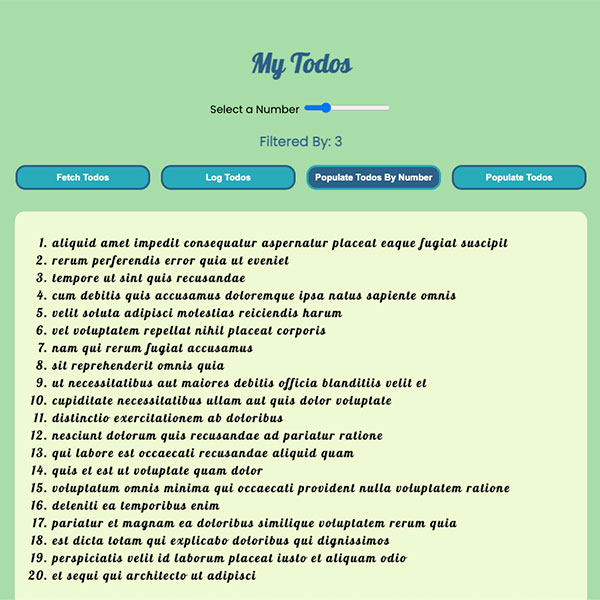 My Todos
Select a Number
Filtered By: 3
Fetch Todos
Log Todos
Populate Todos By Number
Populate Todos
1. aliquid amet impedit consequatur aspernatur placeat eaque fugiat suscipit
2. rerum perferendis error quia ut eveniet
3. tempore ut sint quis recusandae
4. cum debitis quis accusamus doloremque ipsa natus sapiente omnis
5. velit soluta adipisci molestias reiciendis harum
6. vel voluptatem repellat nihil placeat corporis
7. nam qui rerum fugiat accusamus
8. sit reprehenderit omnis quia
9. ut necessitatibus aut maiores debitis officia blanditiis velit et
10. cupiditate necessitatibus ullam aut quis dolor voluptate
11. distinctio exercitationem ab doloribus
12. nesciunt dolorum quis recusandae ad pariatur ratione
13. qui labore est occaecati recusandae aliquid quam
14. quis et est ut voluptate quam dolor
15. voluptatum omnis minima qui occaecati provident nulla voluptatem ratione
16. deleniti ea temporibus enim
17. pariatur et magnam ea doloribus similique voluptatem rerum quia
18. est dicta totam qui explicabo doloribus qui dignissimos
19. perspiciatis velit id laborum placeat iusto et aliquam odio
20. et sequi qui architecto ut adipisci